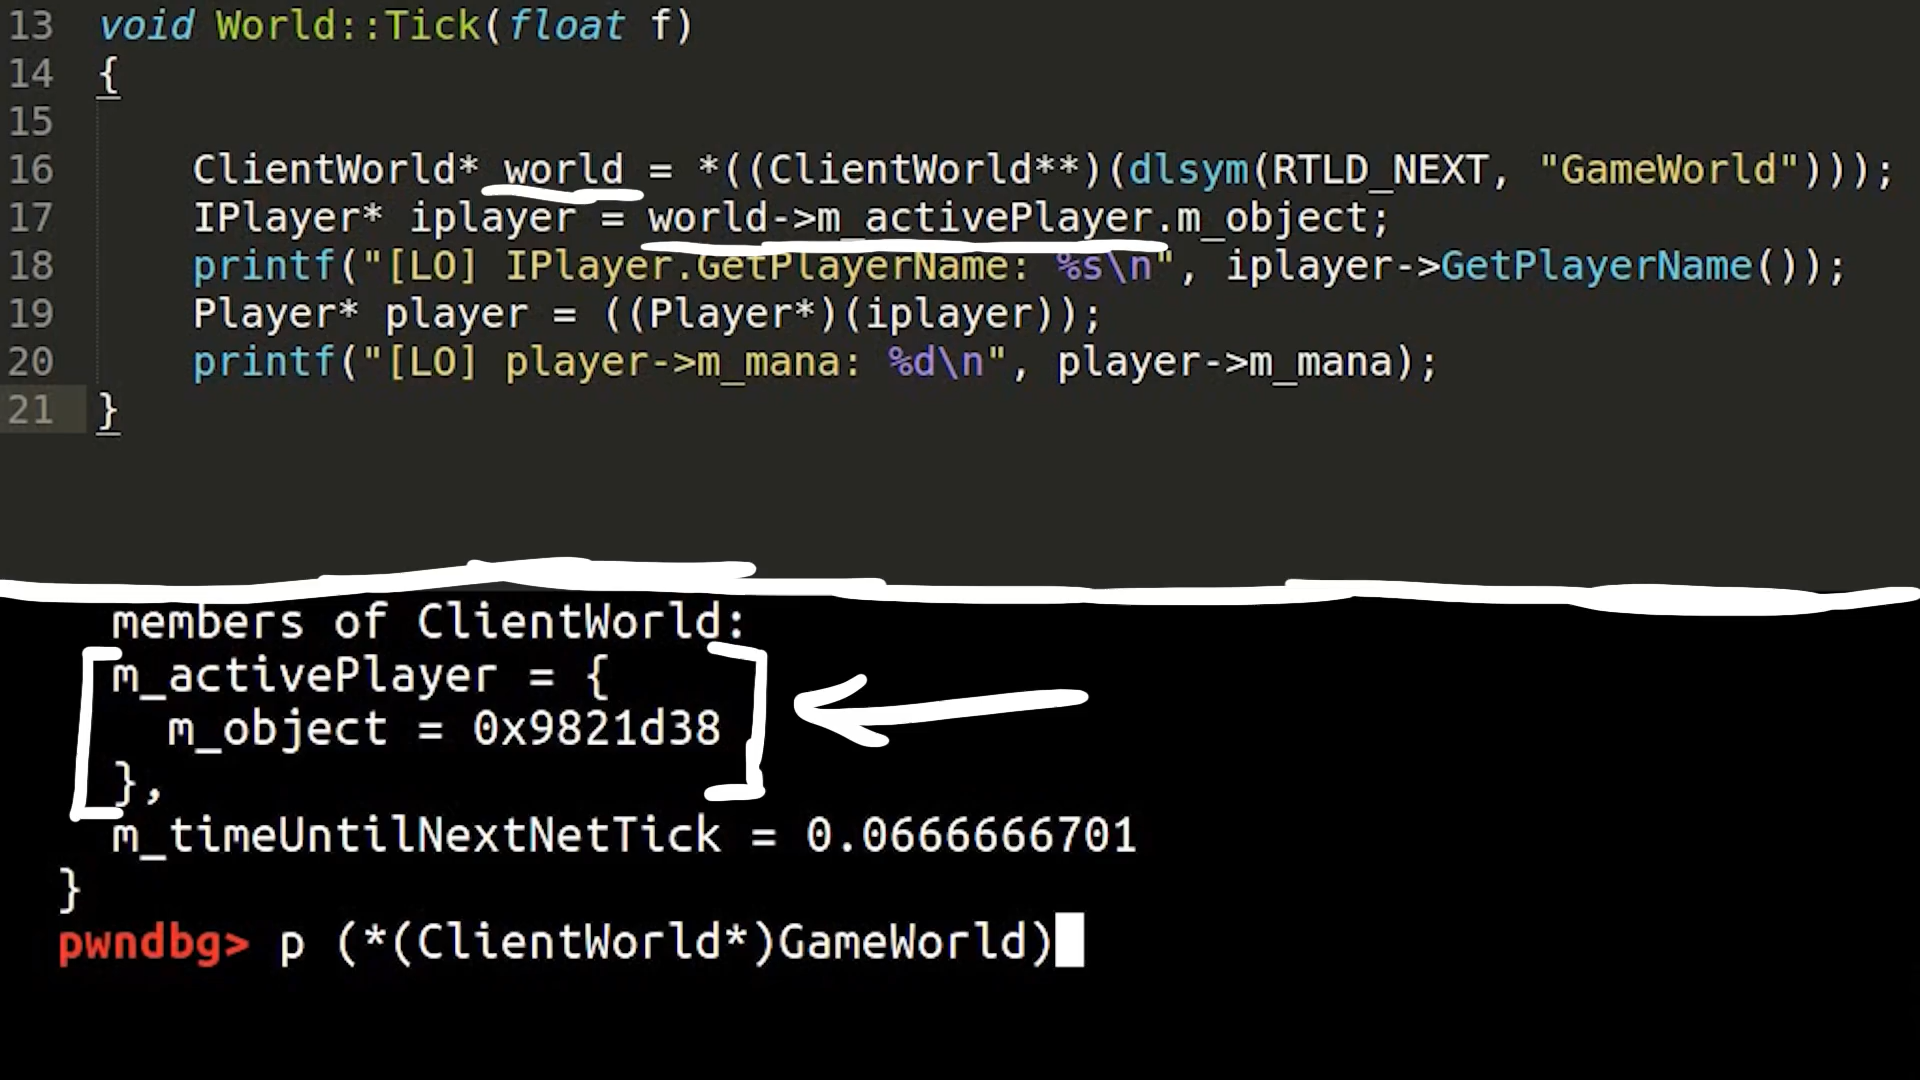 13 void World::Tick(float f)
14 {
15
16 ClientWorld* world = *((ClientWorld**)(dlsym(RTLD_NEXT, "GameWorld")));
17 IPlayer* iplayer = world->m_activePlayer.m_object;
18 printf("[LO] IPlayer.GetPlayerName: %s\n", iplayer->GetPlayerName());
19 Player* player = ((Player*)(iplayer));
20 printf("[LO] player->m_mana: %d\n", player->m_mana);
21 }
members of ClientWorld:
m_activePlayer = {
m_object = 0x9821d38
},
m_timeUntilNextNetTick = 0.0666666701
}
pwndbg> p (*(ClientWorld*)GameWorld)